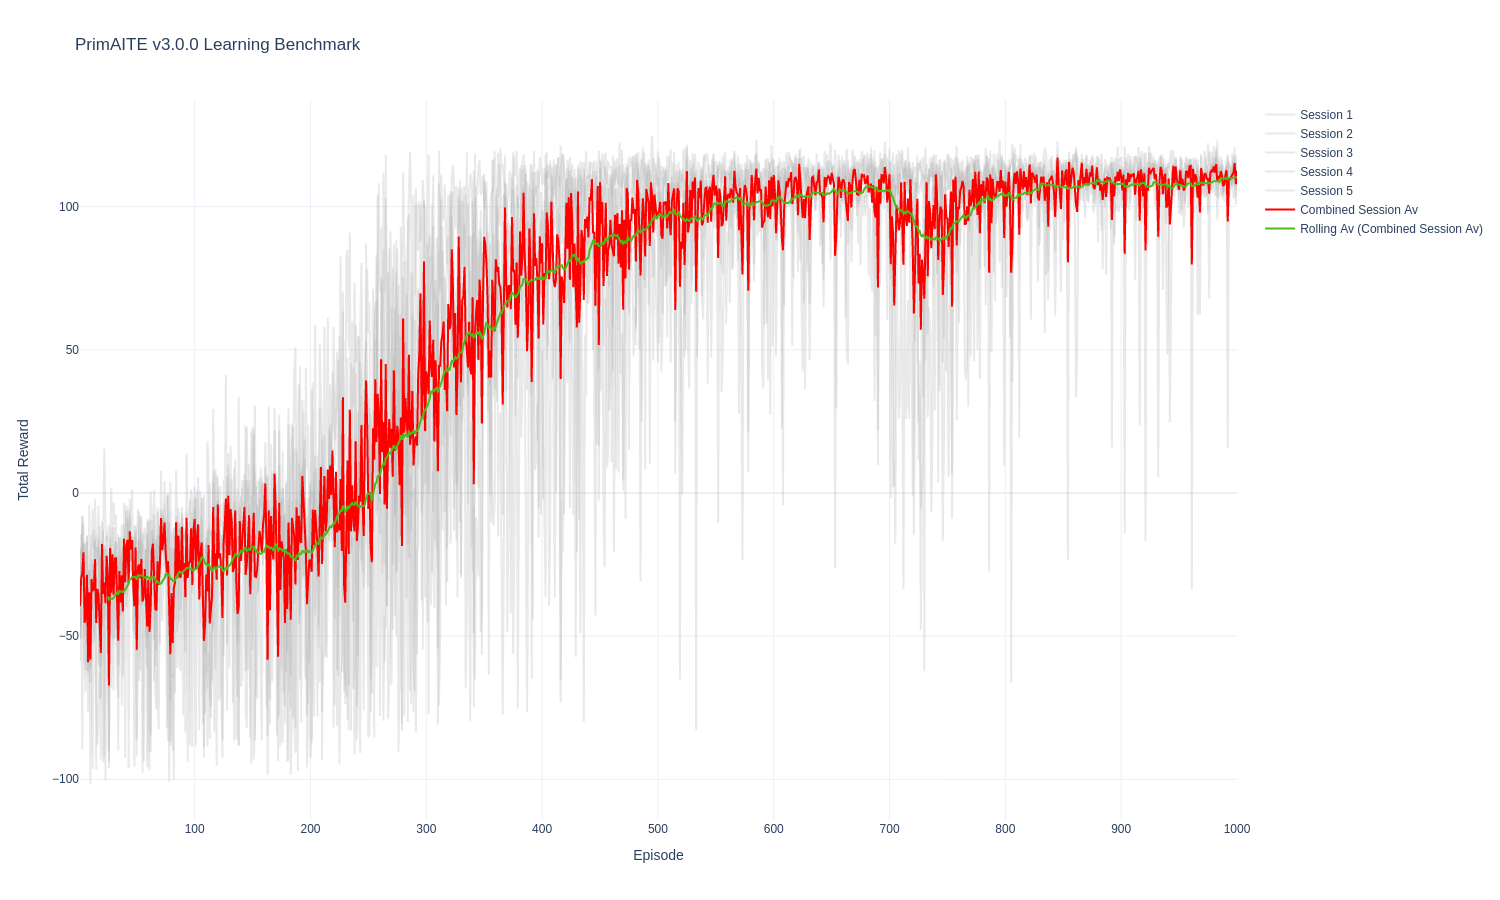 PrimAITE v3.0.0 Learning Benchmark
Session 1
Session 2
Session 3
Session 4
Session 5
Combined Session Av
Rolling Av (Combined Session Av)
Total Reward
100
50
0
−50
−100
100
200
300
400
500
600
700
800
900
1000
Episode